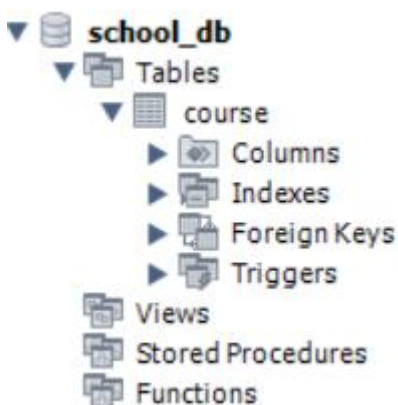 school_db
Tables
course
Columns
Indexes
Foreign Keys
Triggers
Views
Stored Procedures
Functions